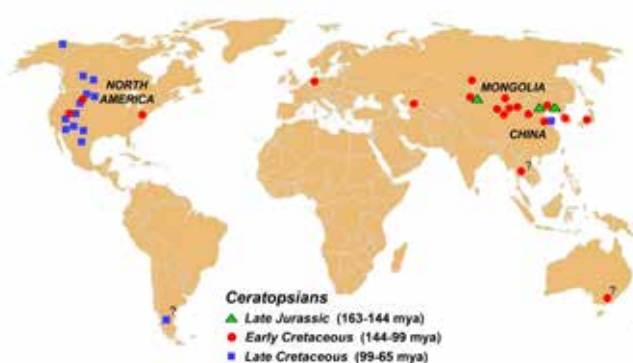 NORTH
AMERICA
MONGOLIA
CHINA
?
?
?
Ceratopsians
Late Jurassic (163-144 mya)
Early Cretaceous (144-99 mya)
Late Cretaceous (99-65 mya)